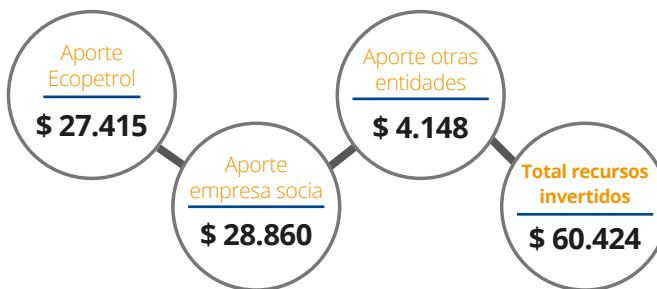 Aporte
Ecopetrol
$ 27.415
Aporte
empresa socia
$ 28.860
Aporte otras
entidades
$ 4.148
Total recursos
invertidos
$ 60.424